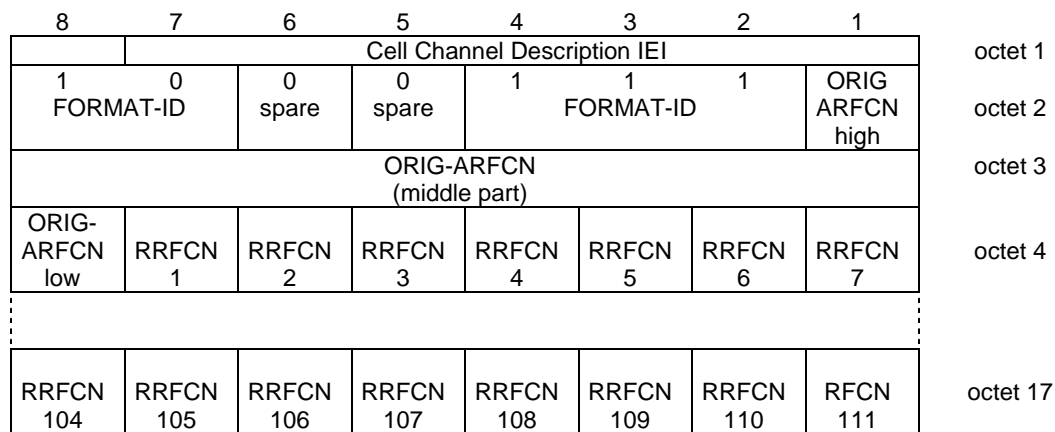 8 7 6 5 4 3 2 1
Cell Channel Description IEI octet 1
1 0 0 0 1 1 1 ORIG
FORMAT-ID spare spare FORMAT-ID ARFCN octet 2
high
ORIG-ARFCN octet 3
(middle part)
ORIG-
ARFCN RRFCN RRFCN RRFCN RRFCN RRFCN RRFCN RRFCN octet 4
low 1 2 3 4 5 6 7
RRFCN RRFCN RRFCN RRFCN RRFCN RRFCN RRFCN RFCN octet 17
104 105 106 107 108 109 110 111